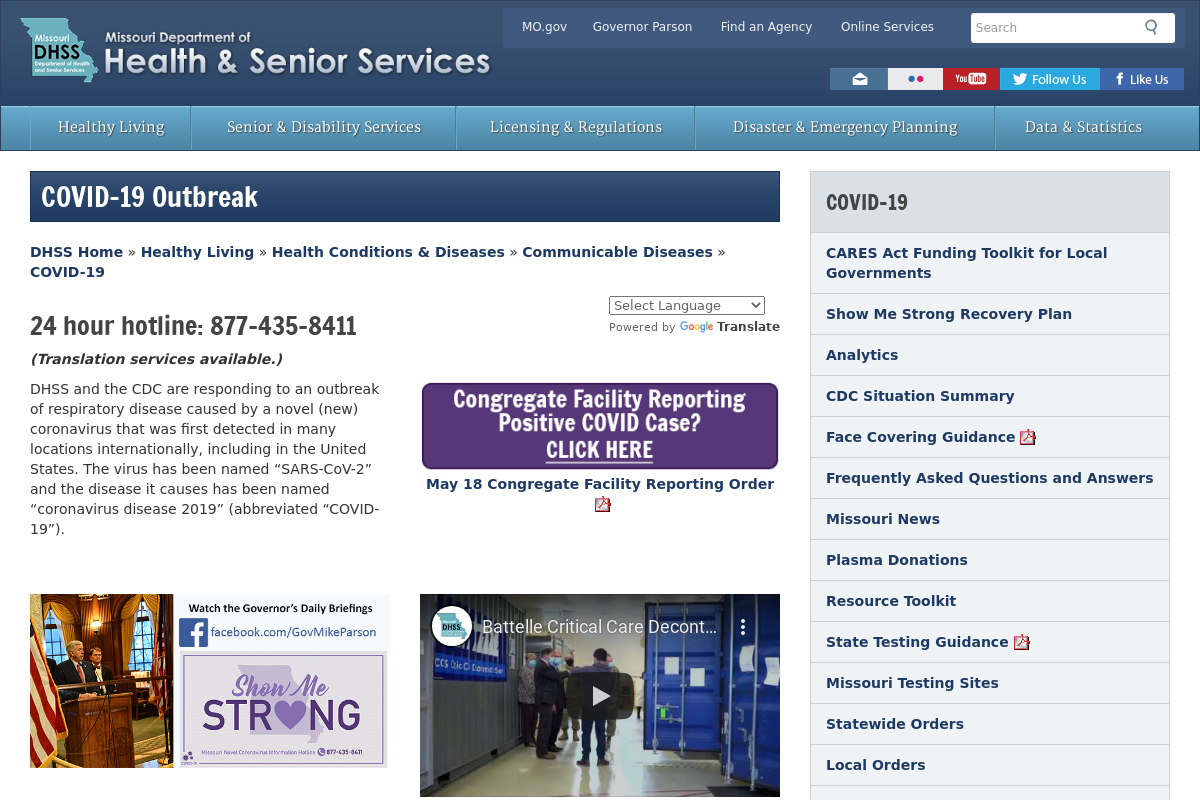 Missouri
DHSS
Department of Health
and Senior Services
Missouri Department of
Health & Senior Services
MO.gov
Governor Parson
Find an Agency
Online Services
Search
You Tube
Follow Us
Like Us
Healthy Living
Senior & Disability Services
Licensing & Regulations
Disaster & Emergency Planning
Data & Statistics
COVID-19 Outbreak
DHSS Home » Healthy Living » Health Conditions & Diseases » Communicable Diseases »
COVID-19
Select Language
Powered by Google Translate
24 hour hotline: 877-435-8411
(Translation services available.)
DHSS and the CDC are responding to an outbreak
of respiratory disease caused by a novel (new)
coronavirus that was first detected in many
locations internationally, including in the United
States. The virus has been named “SARS-CoV-2”
and the disease it causes has been named
“coronavirus disease 2019” (abbreviated “COVID-
19”).
Congregate Facility Reporting
Positive COVID Case?
CLICK HERE
May 18 Congregate Facility Reporting Order
Watch the Governor’s Daily Briefings
facebook.com/GovMikeParson
Show Me
STRONG
Missouri Novel Coronavirus Information Hotline 877-435-8411
DHSS
Battelle Critical Care Decont...
COVID-19
CARES Act Funding Toolkit for Local
Governments
Show Me Strong Recovery Plan
Analytics
CDC Situation Summary
Face Covering Guidance
Frequently Asked Questions and Answers
Missouri News
Plasma Donations
Resource Toolkit
State Testing Guidance
Missouri Testing Sites
Statewide Orders
Local Orders